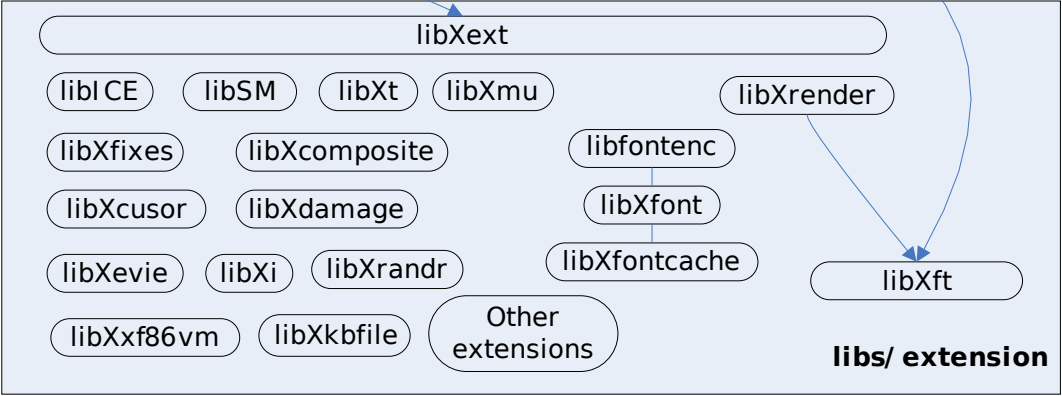 libXext
libICE
libSM
libXt
libXmu
libXrender
libXfixes
libXcomposite
libfontenc
libXcusor
libXdamage
libXfont
libXevie
libXi
libXrandr
libXfontcache
libXft
libXxf86vm
libXkbfile
Other
extensions
libs/ extension